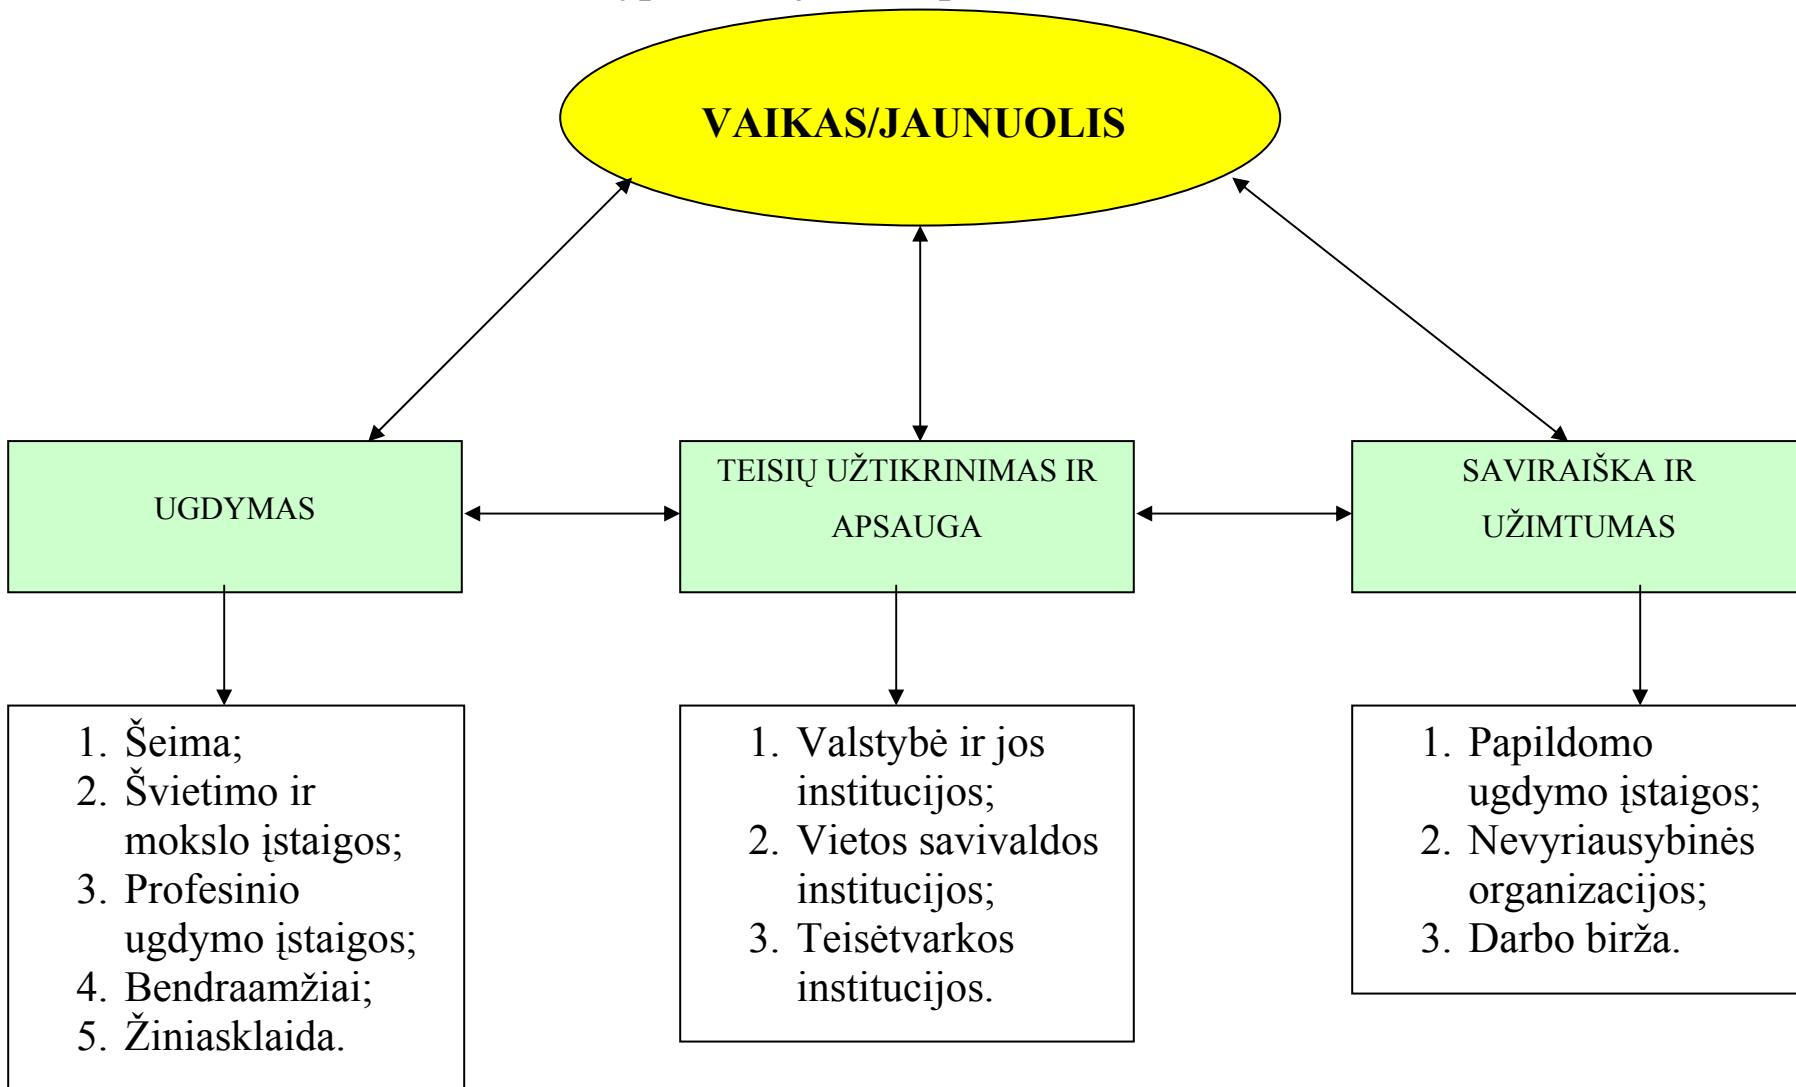 VAIKAS/JAUNUOLIS
UGDYMAS
TEISIŲ UŽTIKRINIMAS IR
APSAUGA
SAVIRAIŠKA IR
UŽIMTUMAS
1. Šeima;
2. Švietimo ir
mokslo įstaigos;
3. Profesinio
ugdymo įstaigos;
4. Bendraamžiai;
5. Žiniasklaida.
1. Valstybė ir jos
institucijos;
2. Vietos savivaldos
institucijos;
3. Teisėtvarkos
institucijos.
1. Papildomo
ugdymo įstaigos;
2. Nevyriausybinės
organizacijos;
3. Darbo birža.